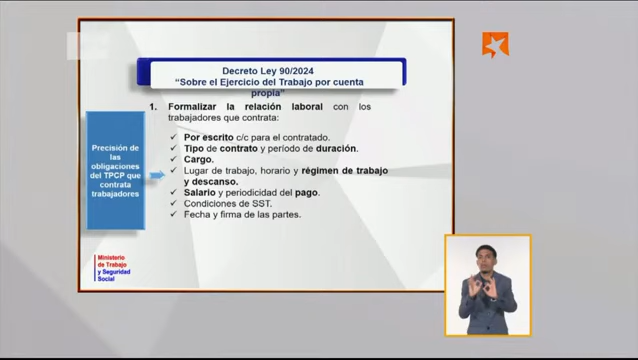 Decreto Ley 90/2024
“Sobre el Ejercicio del Trabajo por cuenta
propia”
1. Formalizar la relación laboral con los
trabajadores que contrata:
✓ Por escrito c/c para el contratado.
✓ Tipo de contrato y período de duración.
✓ Cargo.
✓ Lugar de trabajo, horario y régimen de trabajo
y descanso.
✓ Salario y periodicidad del pago.
✓ Condiciones de SST.
✓ Fecha y firma de las partes.
Precisión de
las
obligaciones
del TPCP que
contrata
trabajadores
Ministerio
de Trabajo
y Seguridad
Social